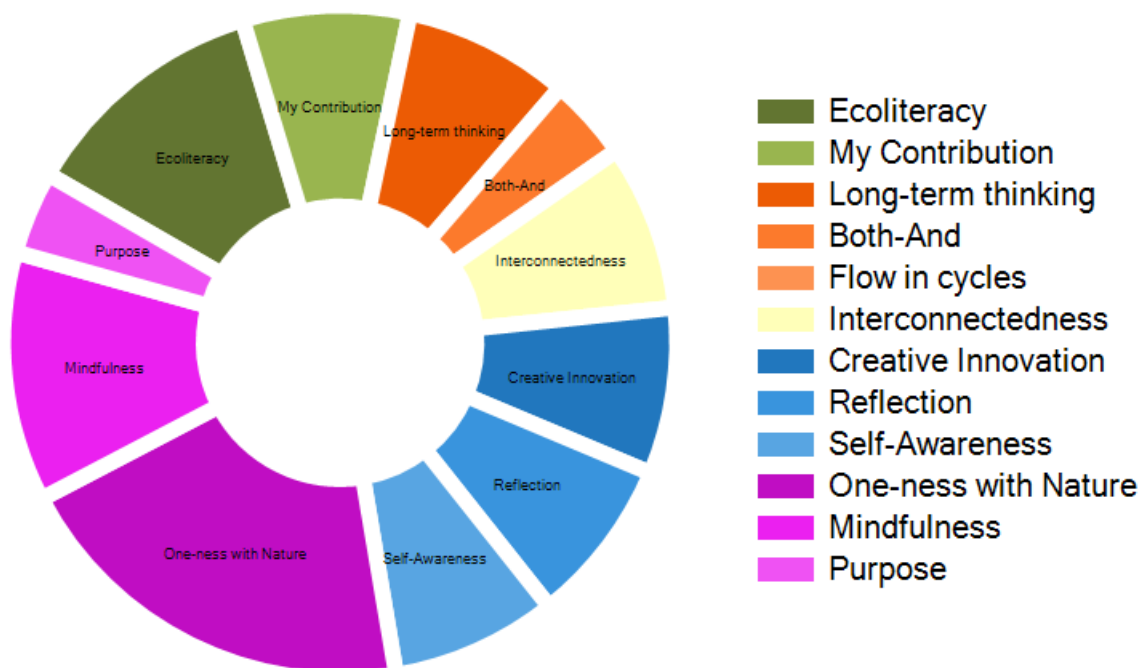 My Contribution
Long-term thinking
Ecoliteracy
Both-And
Purpose
Interconnectedness
Mindfulness
Creative Innovation
Reflection
One-ness with Nature
Self-Awareness
Ecoliteracy
My Contribution
Long-term thinking
Both-And
Flow in cycles
Interconnectedness
Creative Innovation
Reflection
Self-Awareness
One-ness with Nature
Mindfulness
Purpose